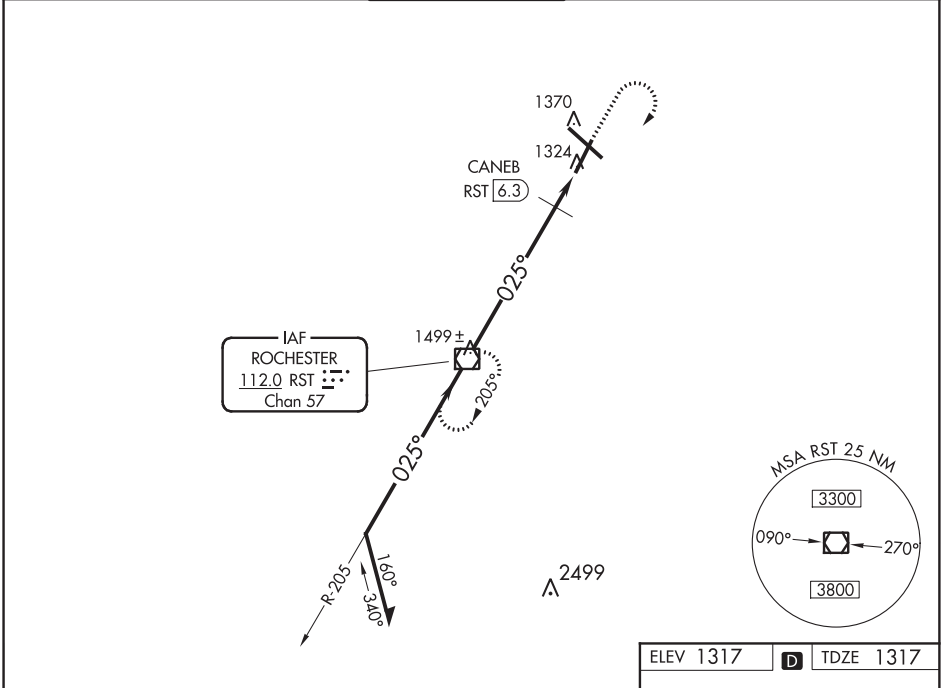 1370
1324
CANEB
RST 6.3
025°
1499 ±
IAF
ROCHESTER
112.0 RST
Chan 57
205°
025°
R-205
160°
340°
2499
MSA RST 25 NM
3300
090°
270°
3800
ELEV 1317 D TDZE 1317